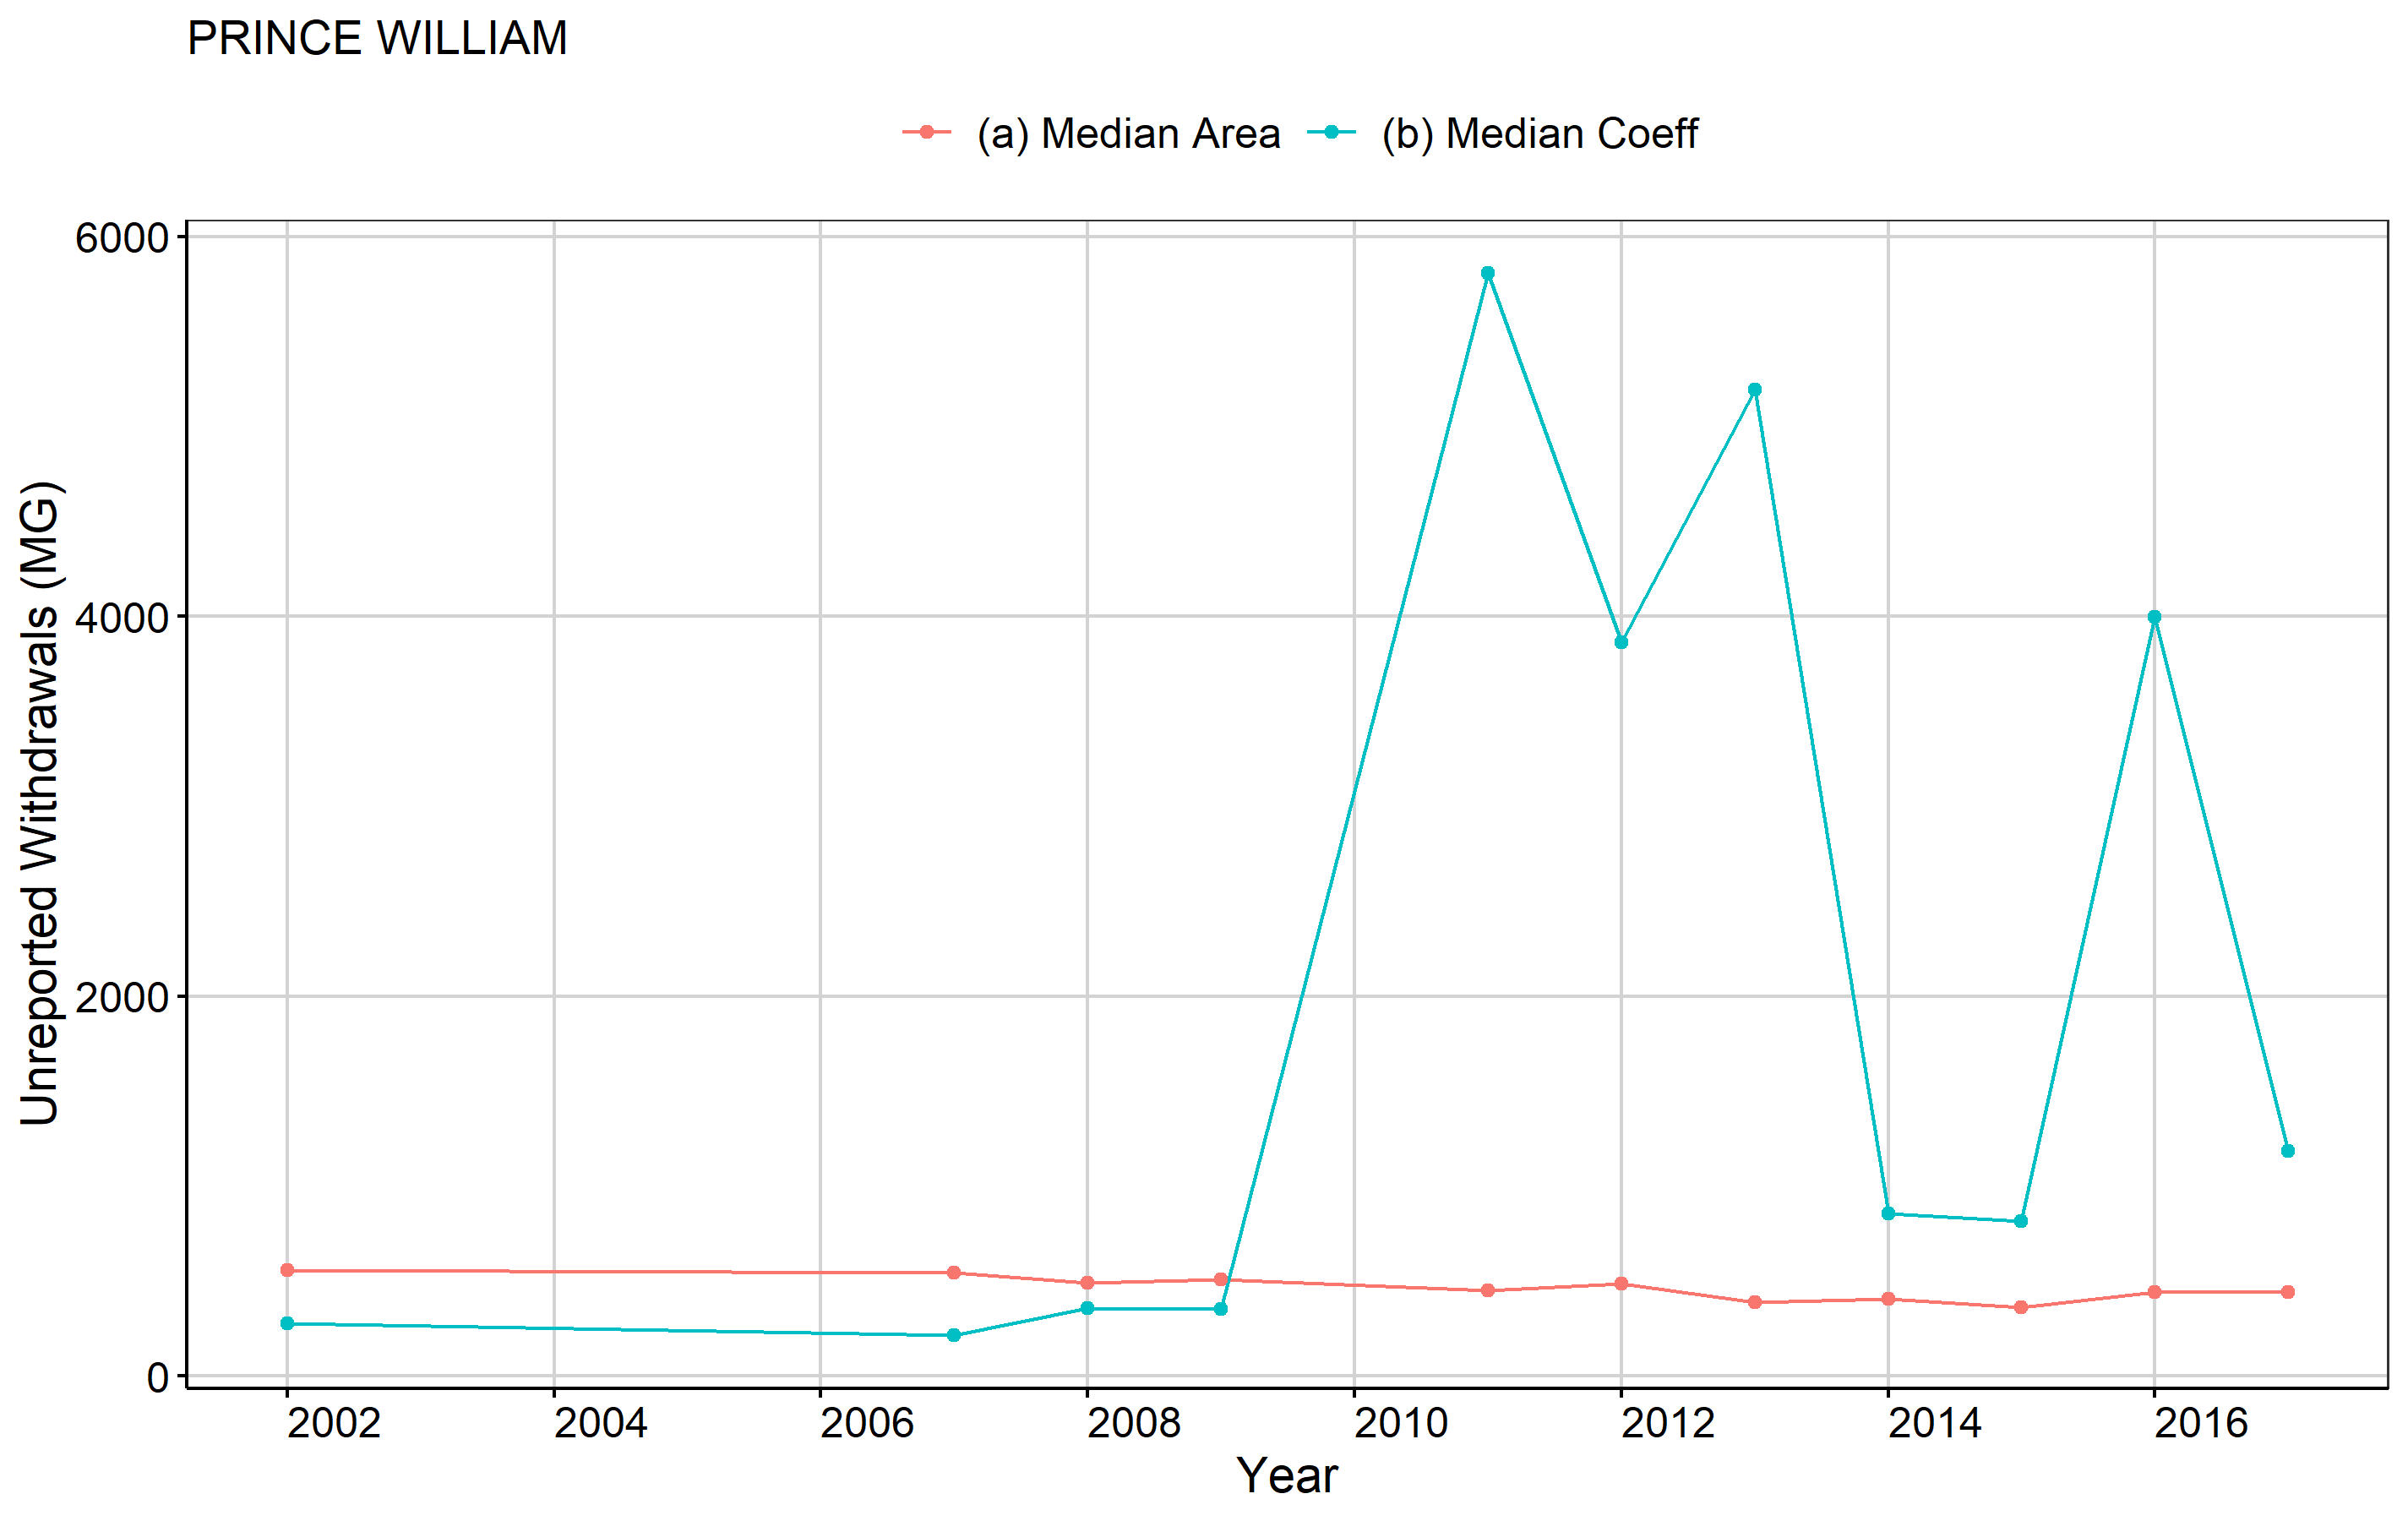 PRINCE WILLIAM
(a) Median Area (b) Median Coeff
Unreported Withdrawals (MG)
6000
4000
2000
0
2002 2004 2006 2008 2010 2012 2014 2016
Year